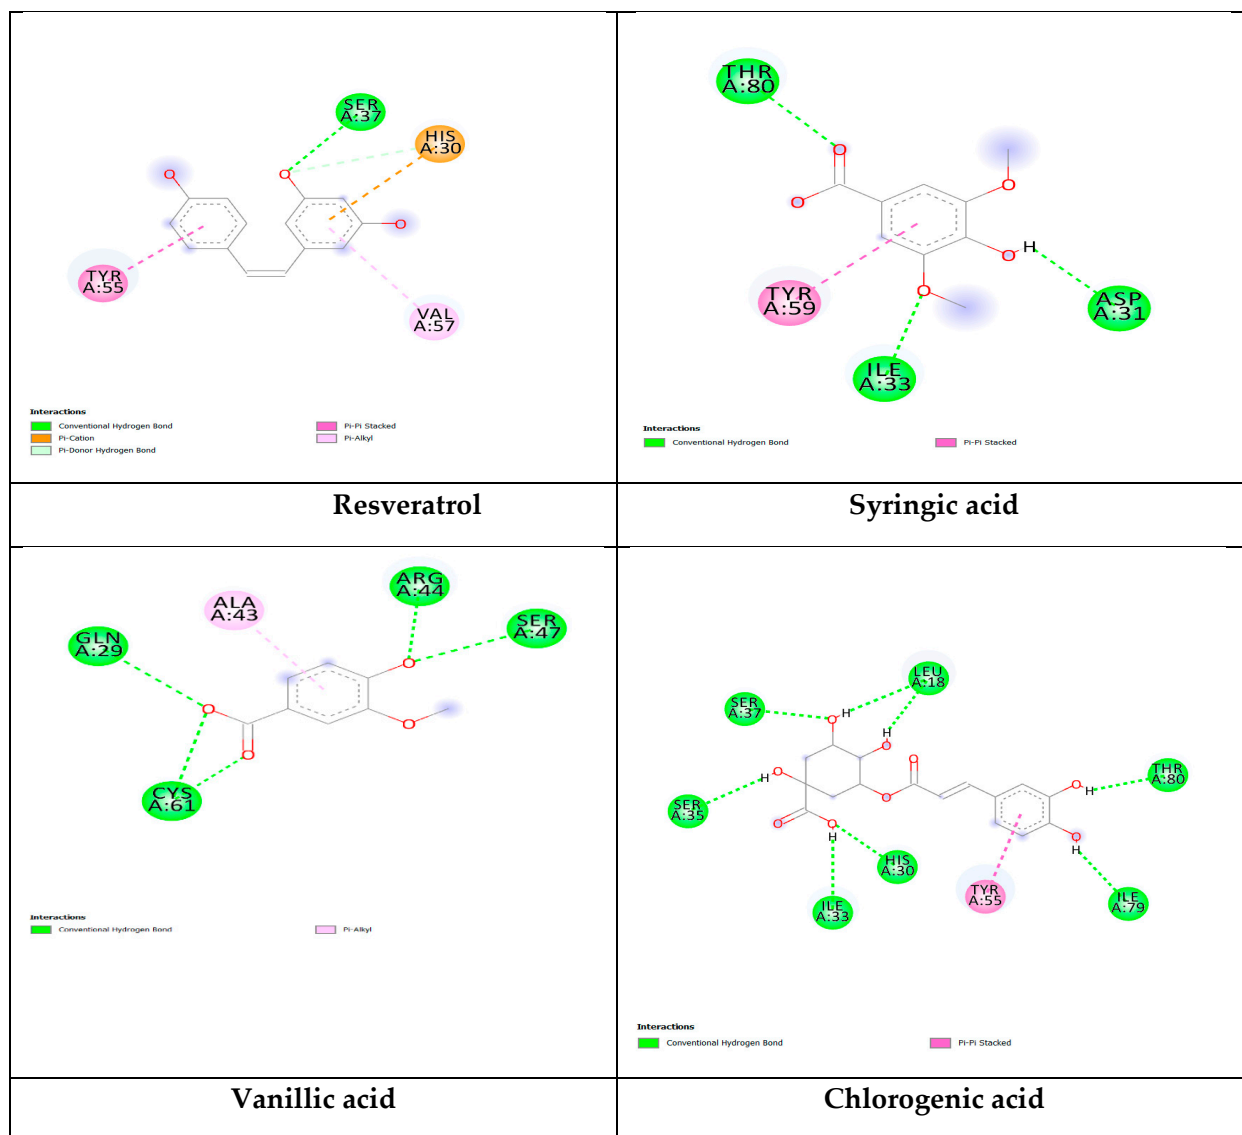 SER
A:37
HIS
A:30
TYR
A:55
VAL
A:57
O
O
O
Interactions
Conventional Hydrogen Bond
Pi-Cation
Pi-Donor Hydrogen Bond
Pi-Pi Stacked
Pi-Alkyl
Resveratrol
THR
A:80
TYR
A:59
ILE
A:33
ASP
A:31
O
O
O
O
H
O
Interactions
Conventional Hydrogen Bond
Pi-Pi Stacked
Syringic acid
ARG
A:44
ALA
A:43
SER
A:47
GLN
A:29
CYS
A:61
O
O
O
O
Interactions
Conventional Hydrogen Bond
Pi-Alkyl
Vanillic acid
LEU
A:18
SER
A:37
SER
A:35
HIS
A:30
ILE
A:33
TYR
A:55
THR
A:80
ILE
A:79
O
H
H
O
H
O
O
O
H
O
O
O
H
O
H
Interactions
Conventional Hydrogen Bond
Pi-Pi Stacked
Chlorogenic acid